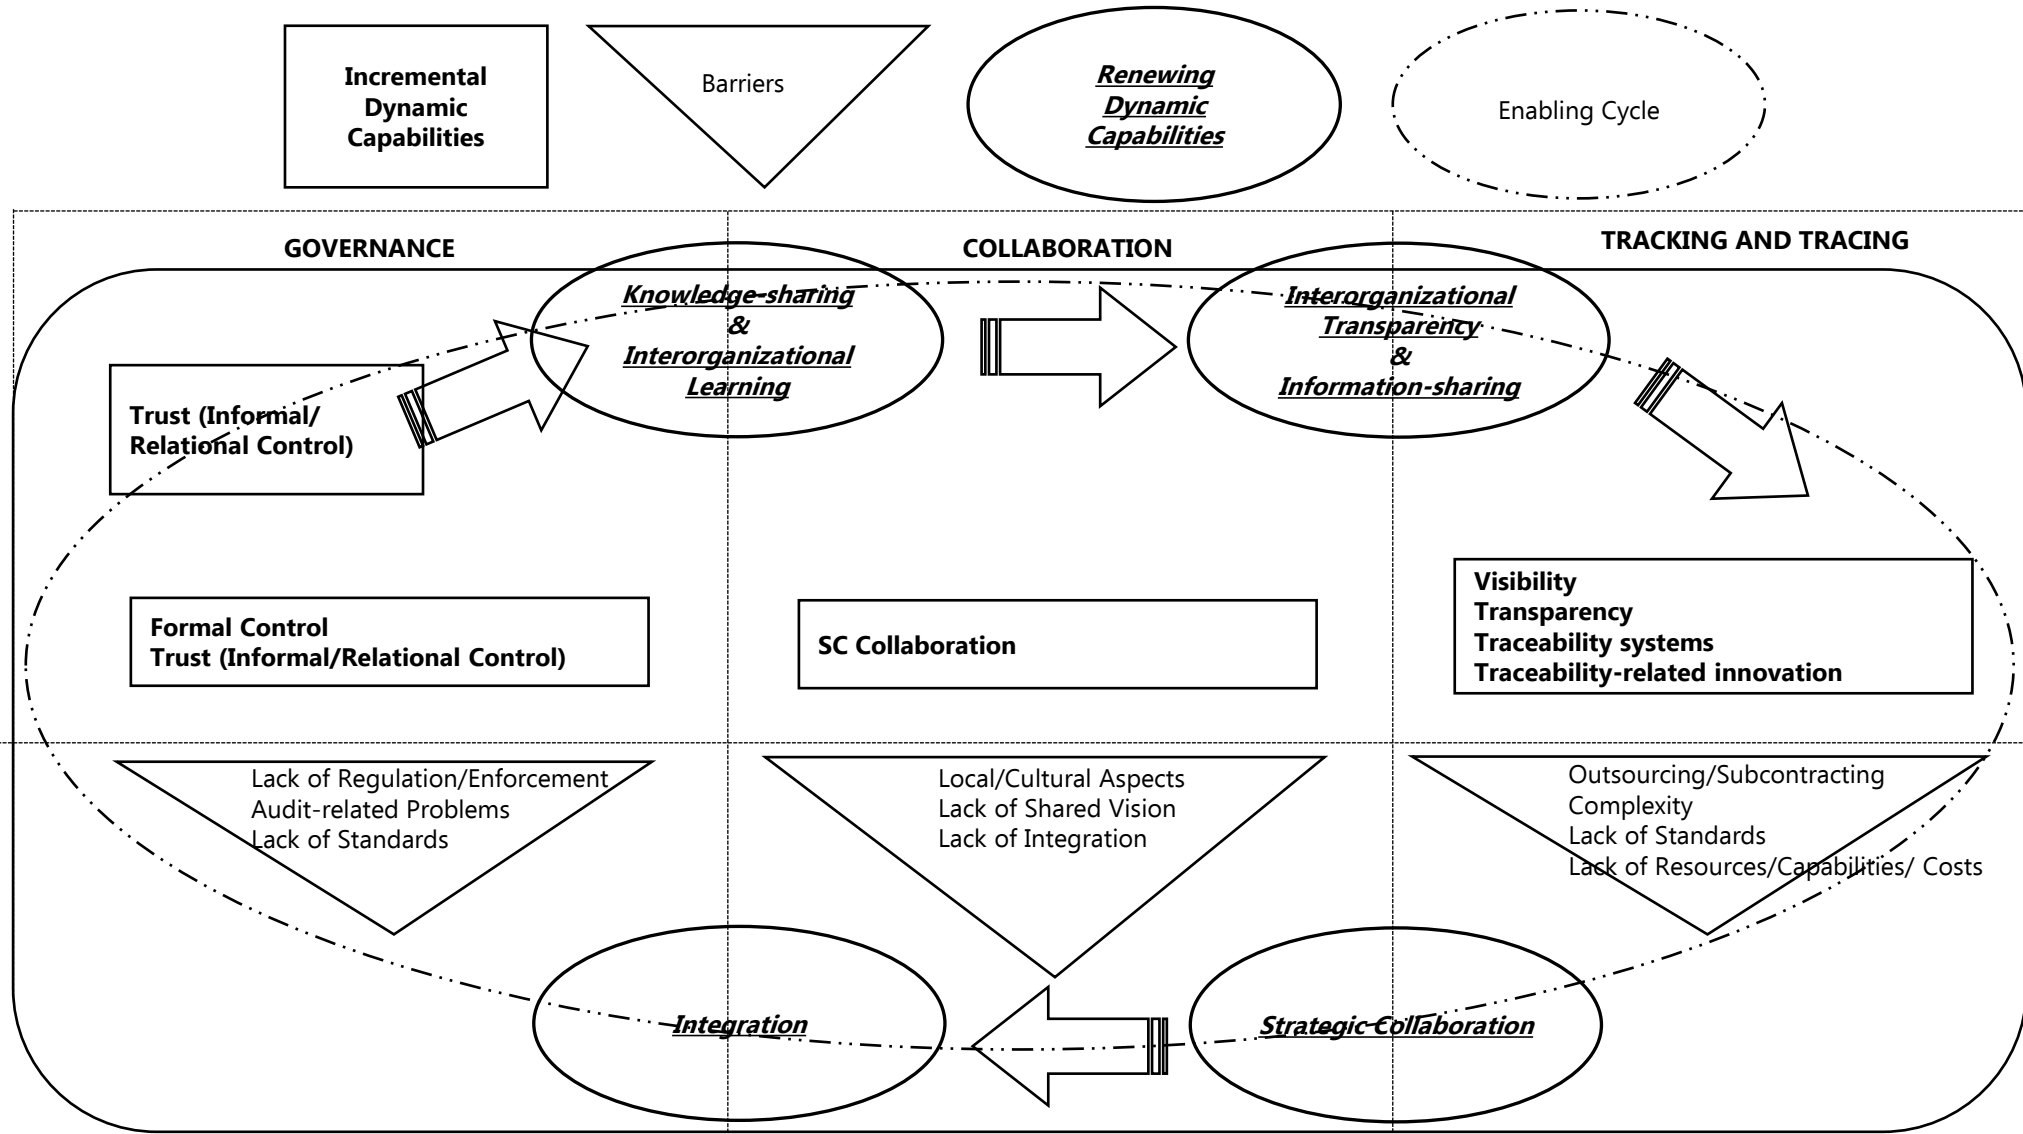 Incremental
Dynamic
Capabilities
Barriers
Renewing
Dynamic
Capabilities
Enabling Cycle
GOVERNANCE
COLLABORATION
TRACKING AND TRACING
Knowledge-sharing
&
Interorganizational
Learning
Interorganizational
Transparency
&
Information-sharing
Trust (Informal/
Relational Control)
Formal Control
Trust (Informal/Relational Control)
SC Collaboration
Visibility
Transparency
Traceability systems
Traceability-related innovation
Lack of Regulation/Enforcement
Audit-related Problems
Lack of Standards
Local/Cultural Aspects
Lack of Shared Vision
Lack of Integration
Outsourcing/Subcontracting
Complexity
Lack of Standards
Lack of Resources/Capabilities/ Costs
Integration
Strategic Collaboration